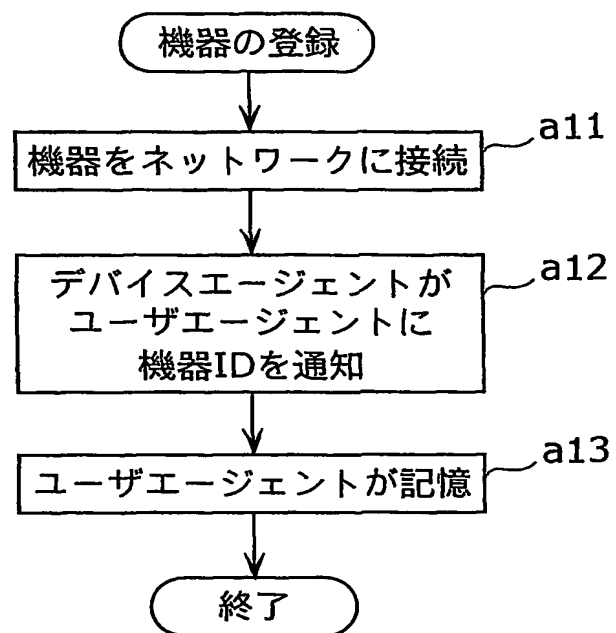 機器の登録
機器をネットワークに接続
a11
デバイスエージェントが
ユーザエージェントに
機器IDを通知
a12
ユーザエージェントが記憶
a13
終了